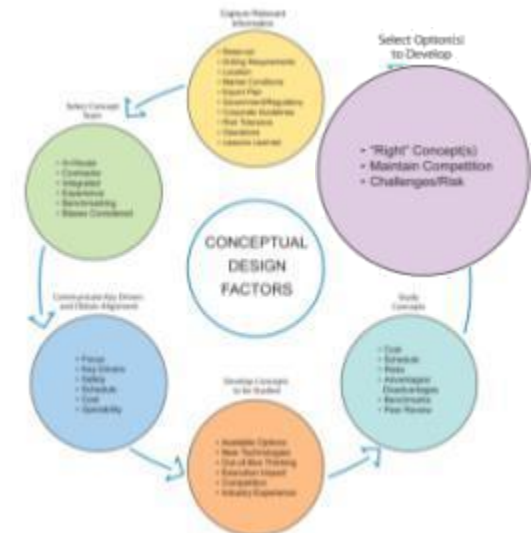 Capture Relevant
Information
• Reservoir
• Drilling Requirements
• Location
• Market Conditions
• Export Plan
• Government/Regulatory
• Corporate Guidelines
• Risk Tolerance
• Operations
• Lessons Learned
Select Concept
Team
• In-House
• Contractor
• Integrated
• Experience
• Benchmarking
• Biases Considered
Communicate Key Drivers
and Obtain Alignment
• Focus
• Key Drivers
• Safety
• Schedule
• Cost
• Operability
Develop Concepts
to be Studied
• Available Options
• New Technologies
• Out-of-Box Thinking
• Execution Impact
• Competition
• Industry Experience
Study
Concepts
• Cost
• Schedule
• Risks
• Advantages/
Disadvantages
• Benchmarks
• Peer Review
Select Option(s)
to Develop
• "Right" Concept(s)
• Maintain Competition
• Challenges/Risk
CONCEPTUAL
DESIGN
FACTORS